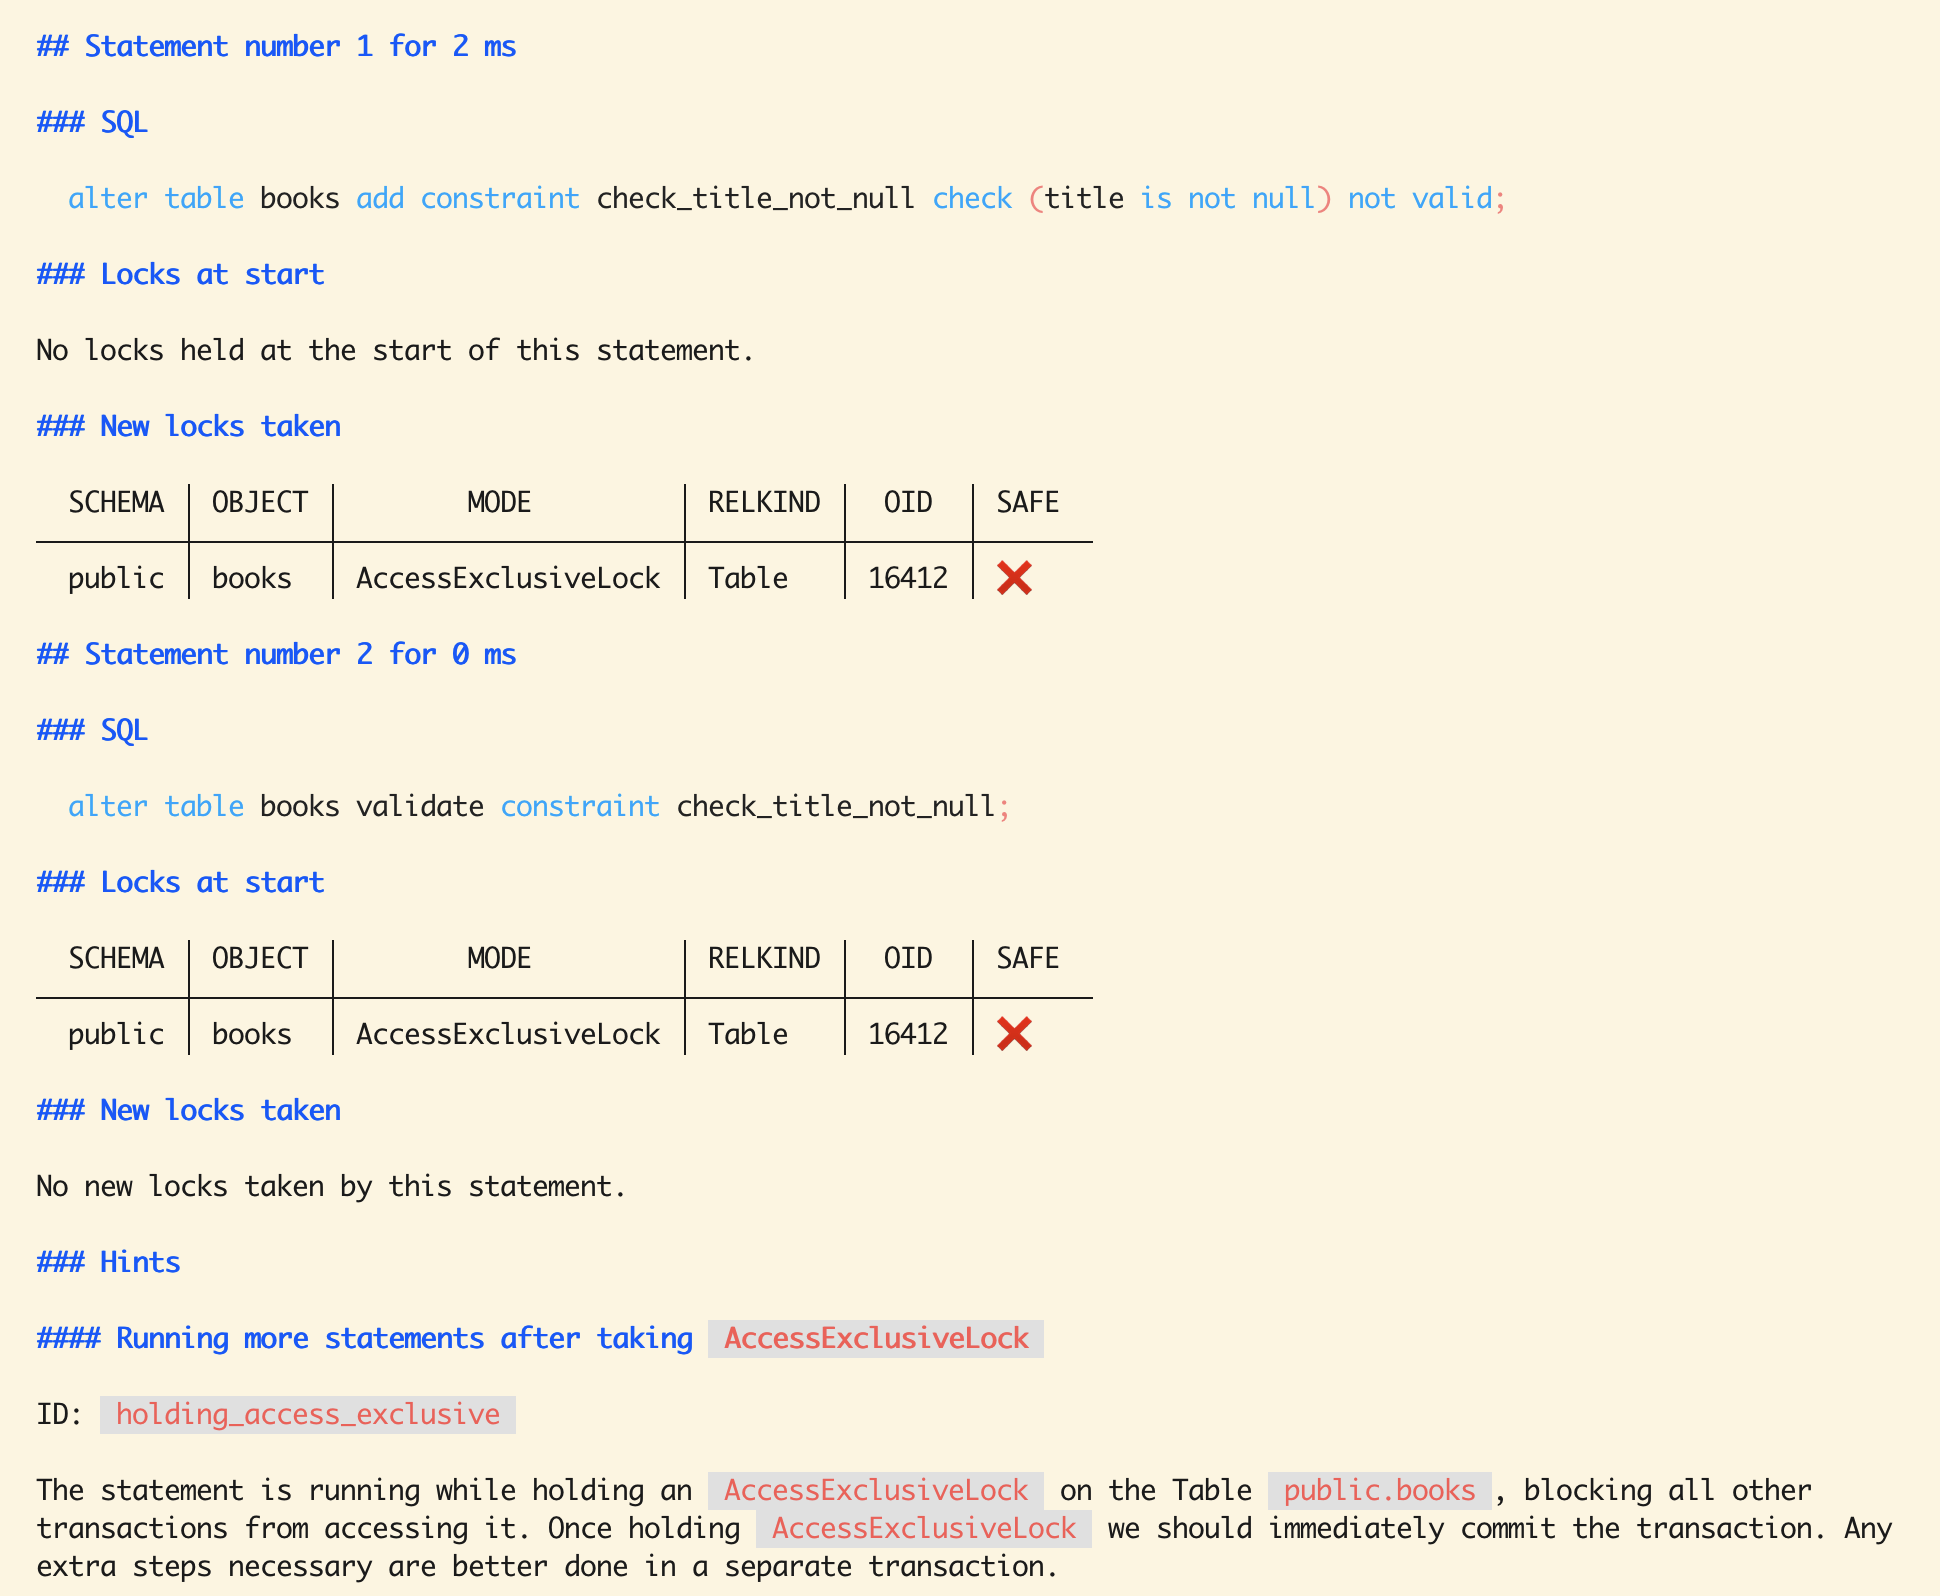 ## Statement number 1 for 2 ms
### SQL
alter table books add constraint check_title_not_null check (title is not null) not valid;
### Locks at start
No locks held at the start of this statement.
### New locks taken
SCHEMA OBJECT MODE RELKIND OID SAFE
public books AccessExclusiveLock Table 16412 ❌
## Statement number 2 for 0 ms
### SQL
alter table books validate constraint check_title_not_null;
### Locks at start
SCHEMA OBJECT MODE RELKIND OID SAFE
public books AccessExclusiveLock Table 16412 ❌
### New locks taken
No new locks taken by this statement.
### Hints
#### Running more statements after taking AccessExclusiveLock
ID: holding_access_exclusive
The statement is running while holding an AccessExclusiveLock on the Table public.books , blocking all other
transactions from accessing it. Once holding AccessExclusiveLock we should immediately commit the transaction. Any
extra steps necessary are better done in a separate transaction.